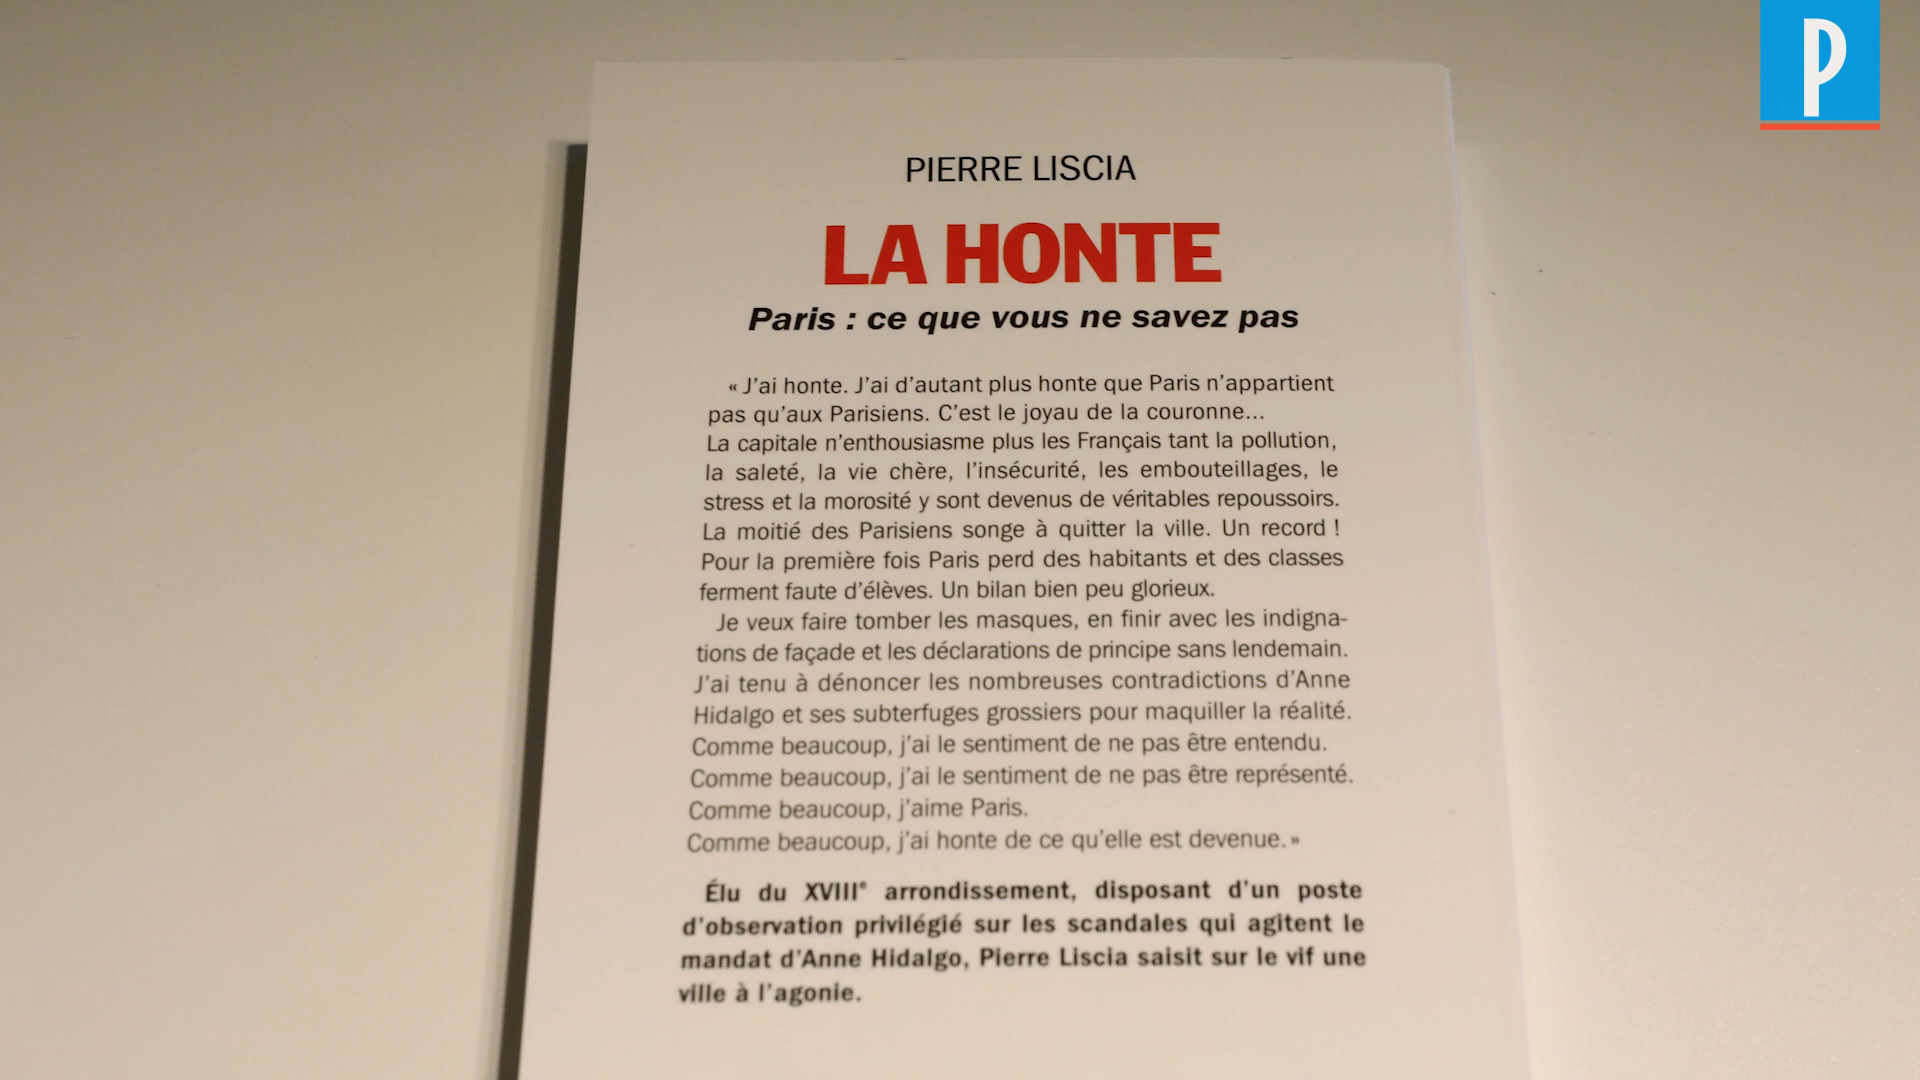 P
PIERRE LISCIA
LA HONTE
Paris : ce que vous ne savez pas
« J'ai honte. J'ai d'autant plus honte que Paris n'appartient
pas qu'aux Parisiens. C'est le joyau de la couronne...
La capitale n'enthousiasme plus les Français tant la pollution,
la saleté, la vie chère, l'insécurité, les embouteillages, le
stress et la morosité y sont devenus de véritables repoussoirs.
La moitié des Parisiens songe à quitter la ville. Un record !
Pour la première fois Paris perd des habitants et des classes
ferment faute d'élèves. Un bilan bien peu glorieux.
Je veux faire tomber les masques, en finir avec les indigna-
tions de façade et les déclarations de principe sans lendemain.
J'ai tenu à dénoncer les nombreuses contradictions d'Anne
Hidalgo et ses subterfuges grossiers pour maquiller la réalité.
Comme beaucoup, j'ai le sentiment de ne pas être entendu.
Comme beaucoup, j'ai le sentiment de ne pas être représenté.
Comme beaucoup, j'aime Paris.
Comme beaucoup, j'ai honte de ce qu'elle est devenue. »
Élu du XVIIIe arrondissement, disposant d'un poste
d'observation privilégié sur les scandales qui agitent le
mandat d'Anne Hidalgo, Pierre Liscia saisit sur le vif une
ville à l'agonie.